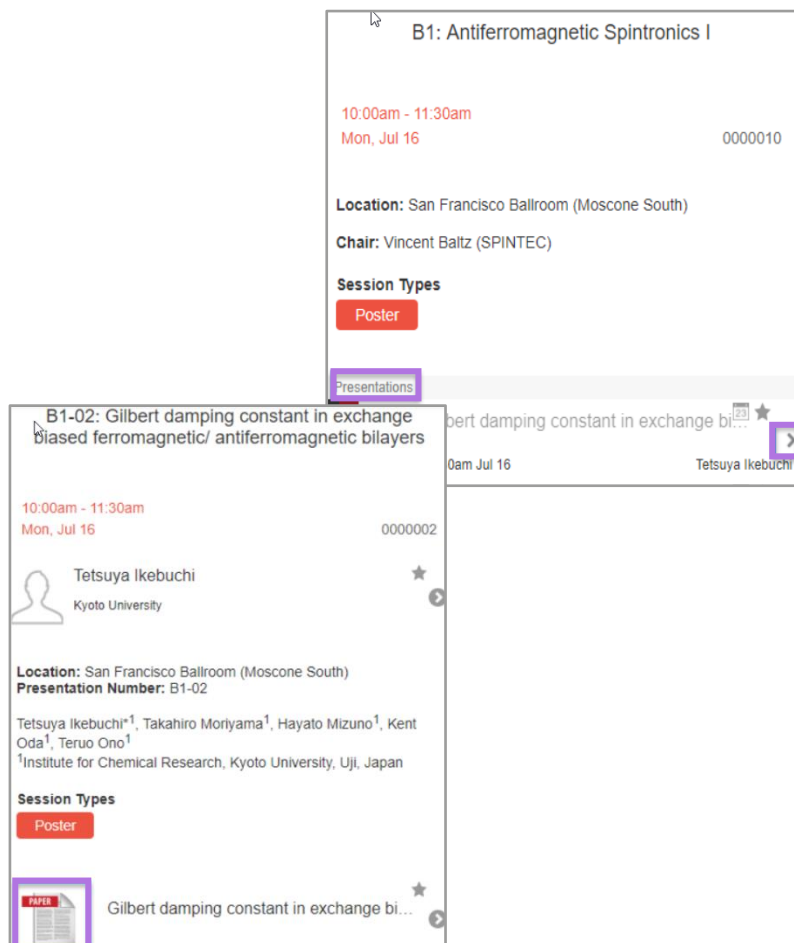 B1: Antiferromagnetic Spintronics I
10:00am - 11:30am
Mon, Jul 16 0000010
Location: San Francisco Ballroom (Moscone South)
Chair: Vincent Baltz (SPINTEC)
Session Types
Poster
Presentations
bert damping constant in exchange bi... 23
0am Jul 16 Tetsuya Ikebuchi
B1-02: Gilbert damping constant in exchange
biased ferromagnetic/ antiferromagnetic bilayers
10:00am - 11:30am
Mon, Jul 16 0000002
Tetsuya Ikebuchi
Kyoto University
Location: San Francisco Ballroom (Moscone South)
Presentation Number: B1-02
Tetsuya Ikebuchi*¹, Takahiro Moriyama¹, Hayato Mizuno¹, Kent
Oda¹, Teruo Ono¹
¹Institute for Chemical Research, Kyoto University, Uji, Japan
Session Types
Poster
PAPER
Gilbert damping constant in exchange bi...